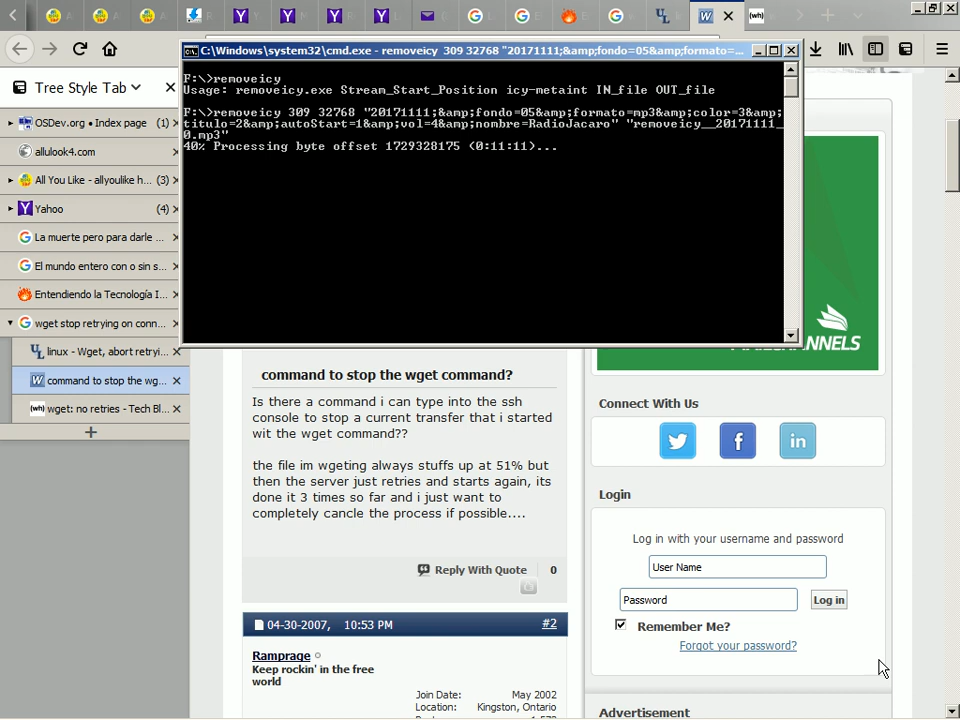 C:\Windows\system32\cmd.exe - removeicy  309 32768 "20171111;&amp;fondo=05&amp;formato=...
F:\>removeicy
Usage: removeicy.exe Stream_Start_Position icy-metaint IN_file OUT_file
F:\>removeicy 309 32768 "20171111;&amp;fondo=05&amp;formato=mp3&amp;color=3&amp;
titulo=2&amp;autoStart=1&amp;vol=4&amp;nombre=RadioJacaro" "removeicy__20171111_
0.mp3"
40% Processing byte offset 1729328175 (0:11:11)...
Tree Style Tab
OSDev.org • Index page (1)
allulook4.com
All You Like - allyoulike h... (3)
Yahoo (4)
La muerte pero para darle ...
El mundo entero con o sin s...
Entendiendo la Tecnología I...
wget stop retrying on conn...
linux - Wget, abort retryi...
command to stop the wg...
wget: no retries - Tech Bl...
command to stop the wget command?
Is there a command i can type into the ssh
console to stop a current transfer that i started
wit the wget command??
the file im wgeting always stuffs up at 51% but
then the server just retries and starts again, its
done it 3 times so far and i just want to
completely cancle the process if possible....
Reply With Quote 0
04-30-2007, 10:53 PM #2
Ramprage
Keep rockin' in the free
world
Join Date: May 2002
Location: Kingston, Ontario
NNELS
Connect With Us
Login
Log in with your username and password
User Name
Password
Log in
Remember Me?
Forgot your password?
Advertisement